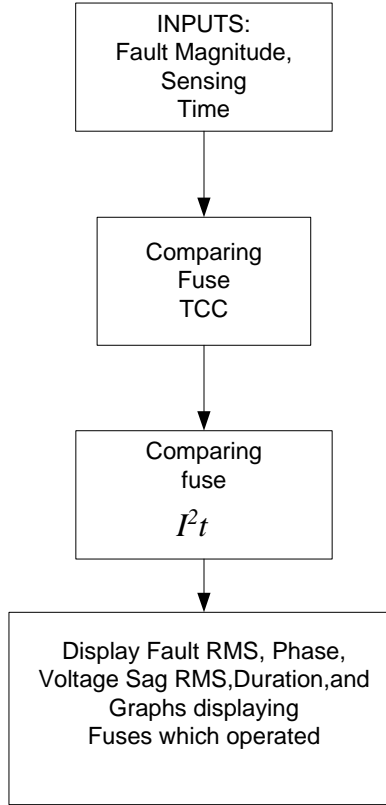 INPUTS:
Fault Magnitude,
Sensing
Time
Comparing
Fuse
TCC
Comparing
fuse
I²t
Display Fault RMS, Phase,
Voltage Sag RMS,Duration,and
Graphs displaying
Fuses which operated